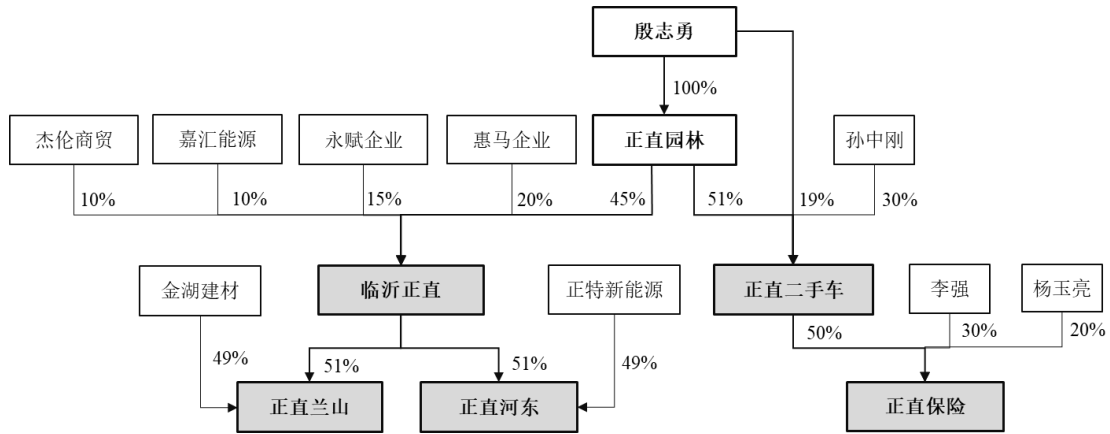 殷志勇
100%
杰伦商贸
嘉汇能源
永赋企业
惠马企业
正直园林
孙中刚
10%
10%
15%
20%
45%
51%
19%
30%
金湖建材
临沂正直
正特新能源
正直二手车
李强
杨玉亮
49%
51%
51%
49%
50%
30%
20%
正直兰山
正直河东
正直保险